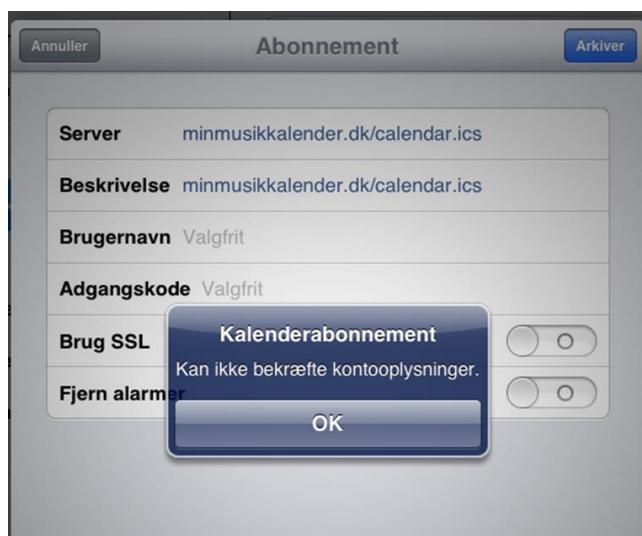 Annuller
Abonnement
Arkiver
Server minmusikkalender.dk/calendar.ics
Beskrivelse minmusikkalender.dk/calendar.ics
Brugernavn Valgfrit
Adgangskode Valgfrit
Brug SSL
Kalenderabonnement
Kan ikke bekræfte kontooplysninger.
Fjern alarmer
OK